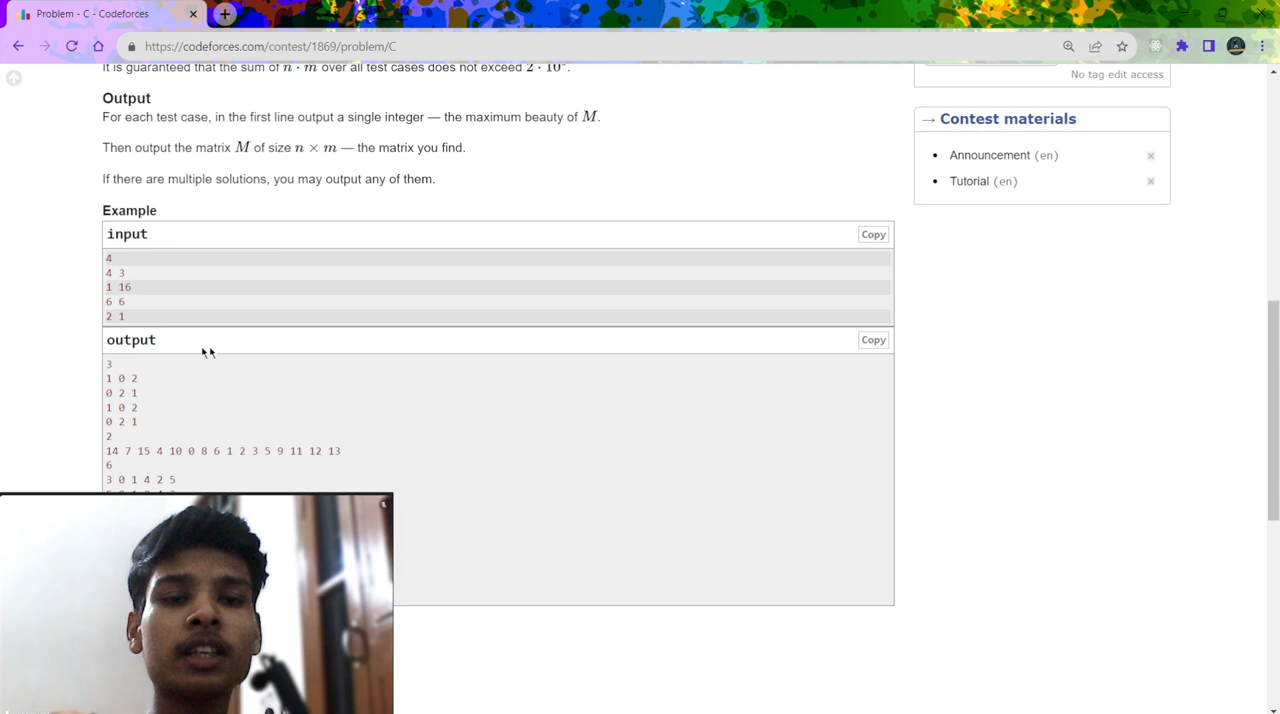 Problem - C - Codeforces
https://codeforces.com/contest/1869/problem/C
It is guaranteed that the sum of n · m over all test cases does not exceed 2 · 10
No tag edit access
Output
For each test case, in the first line output a single integer — the maximum beauty of M.
Then output the matrix M of size n × m — the matrix you find.
If there are multiple solutions, you may output any of them.
→ Contest materials
• Announcement (en)
• Tutorial (en)
Example
input
Copy
4
4 3
1 16
6 6
2 1
output
Copy
3
1 0 2
0 2 1
1 0 2
0 2 1
2
14 7 15 4 10 0 8 6 1 2 3 5 9 11 12 13
6
3 0 1 4 2 5